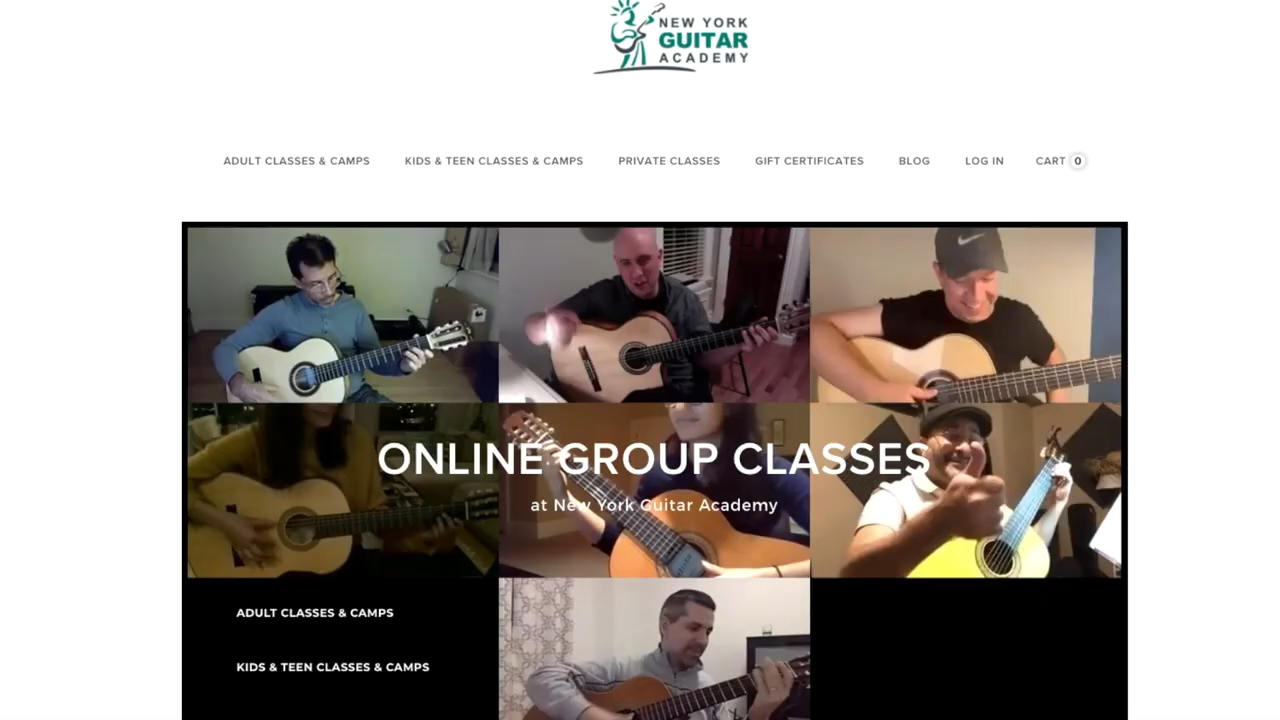 NEW YORK
GUITAR
ACADEMY
ADULT CLASSES & CAMPS
KIDS & TEEN CLASSES & CAMPS
PRIVATE CLASSES
GIFT CERTIFICATES
BLOG
LOG IN
CART 0
ONLINE GROUP CLASSES
at New York Guitar Academy
ADULT CLASSES & CAMPS
KIDS & TEEN CLASSES & CAMPS